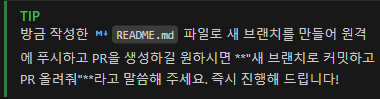 TIP
방금 작성한 README.md 파일로 새 브랜치를 만들어 원격
에 푸시하고 PR을 생성하길 원하시면 **"새 브랜치로 커밋하고
PR 올려줘"**라고 말씀해 주세요. 즉시 진행해 드립니다!